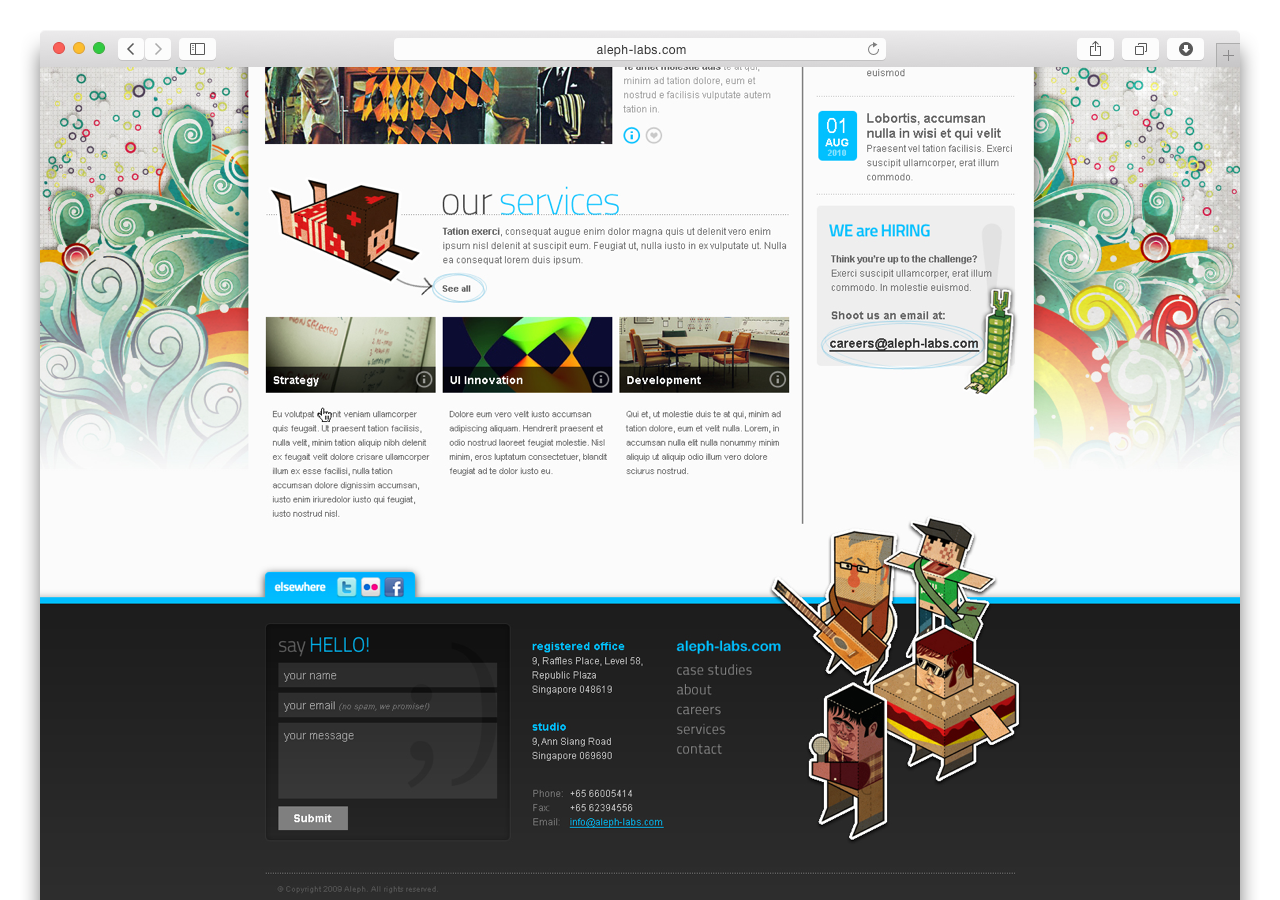 aleph-labs.com
Te amet molestie duis te at qui,
minim ad tation dolore, eum et
nostrud e facilisis vulputate autem
tation in.
euismod
01
AUG
2010
Lobortis, accumsan
nulla in wisi et qui velit
Praesent vel tation facilisis. Exerci
suscipit ullamcorper, erat illum
commodo.
our services
Tation exerci, consequat augue enim dolor magna quis ut delenit vero enim
ipsum nisl delenit at suscipit eum. Feugiat ut, nulla iusto in ex vulputate ut. Nulla
ea consequat lorem duis ipsum.
See all
WE are HIRING
Think you're up to the challenge?
Exerci suscipit ullamcorper, erat illum
commodo. In molestie euismod.
Shoot us an email at:
careers@aleph-labs.com
Strategy
UI Innovation
Development
Eu volutpat nit veniam ullamcorper
quis feugait. Ut praesent tation facilisis,
nulla velit, minim tation aliquip nibh delenit
ex feugait velit dolore crisare ullamcorper
illum ex esse facilisi, nulla tation
accumsan dolore dignissim accumsan,
iusto enim iriuredolor iusto qui feugiat,
iusto nostrud nisl.
Dolore eum vero velit iusto accumsan
adipiscing aliquam. Hendrerit praesent et
odio nostrud laoreet feugiat molestie. Nisl
minim, eros luptatum consectetuer, blandit
feugiat ad te dolor iusto eu.
Qui et, ut molestie duis te at qui, minim ad
tation dolore, eum et velit nulla. Lorem, in
accumsan nulla elit nulla nonummy minim
aliquip ut aliquip odio illum vero dolore
sciurus nostrud.
elsewhere
say HELLO!
your name
your email (no spam, we promise!)
your message
;)
Submit
registered office
9, Raffles Place, Level 58,
Republic Plaza
Singapore 048619
studio
9, Ann Siang Road
Singapore 069690
Phone: +65 66005414
Fax: +65 62394556
Email: info@aleph-labs.com
aleph-labs.com
case studies
about
careers
services
contact
© Copyright 2009 Aleph. All rights reserved.